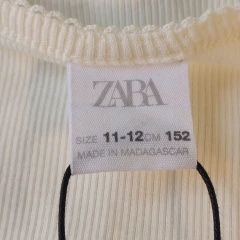 ZARA
SIZE 11-12 CM 152
MADE IN MADAGASCAR